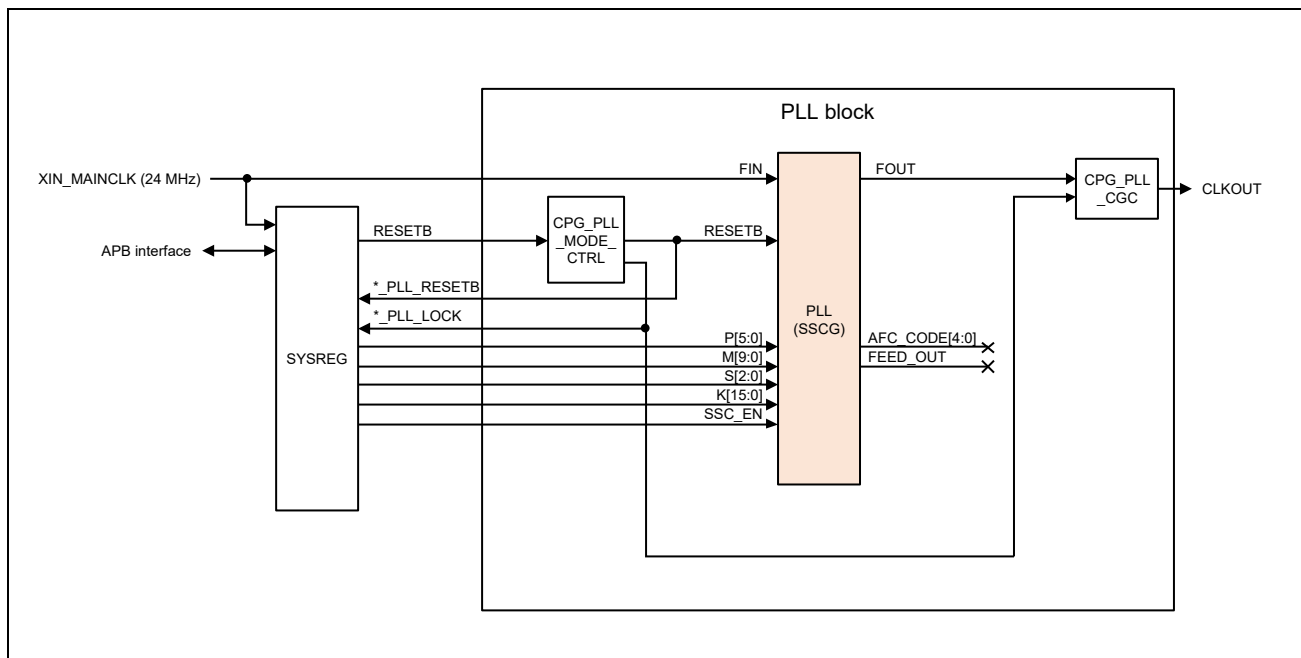 PLL block
XIN_MAINCLK (24 MHz)
FIN
FOUT
CPG_PLL
_CGC
CLKOUT
APB interface
RESETB
CPG_PLL
_MODE_
CTRL
RESETB
*_PLL_RESETB
*_PLL_LOCK
SYSREG
PLL
(SSCG)
P[5:0]
M[9:0]
S[2:0]
K[15:0]
SSC_EN
AFC_CODE[4:0]
FEED_OUT